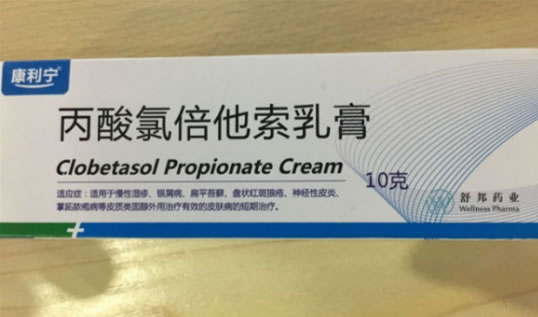 康利宁
丙酸氯倍他索乳膏
Clobetasol Propionate Cream
10克
适应症：适用于慢性湿疹、银屑病、扁平苔藓、盘状红斑狼疮、神经性皮炎、
掌跖脓疱病等皮质类固醇外用治疗有效的皮肤病的短期治疗。
舒邦药业
Wellness Pharma